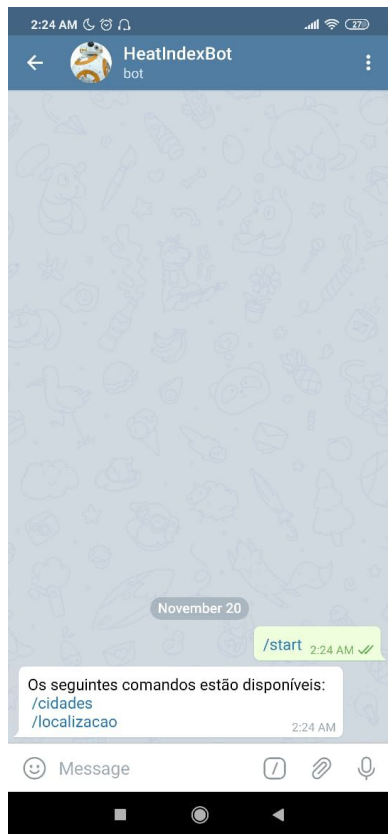 2:24 AM
27
HeatIndexBot
bot
November 20
/start 2:24 AM
Os seguintes comandos estão disponíveis:
/cidades
/localizacao
2:24 AM
Message